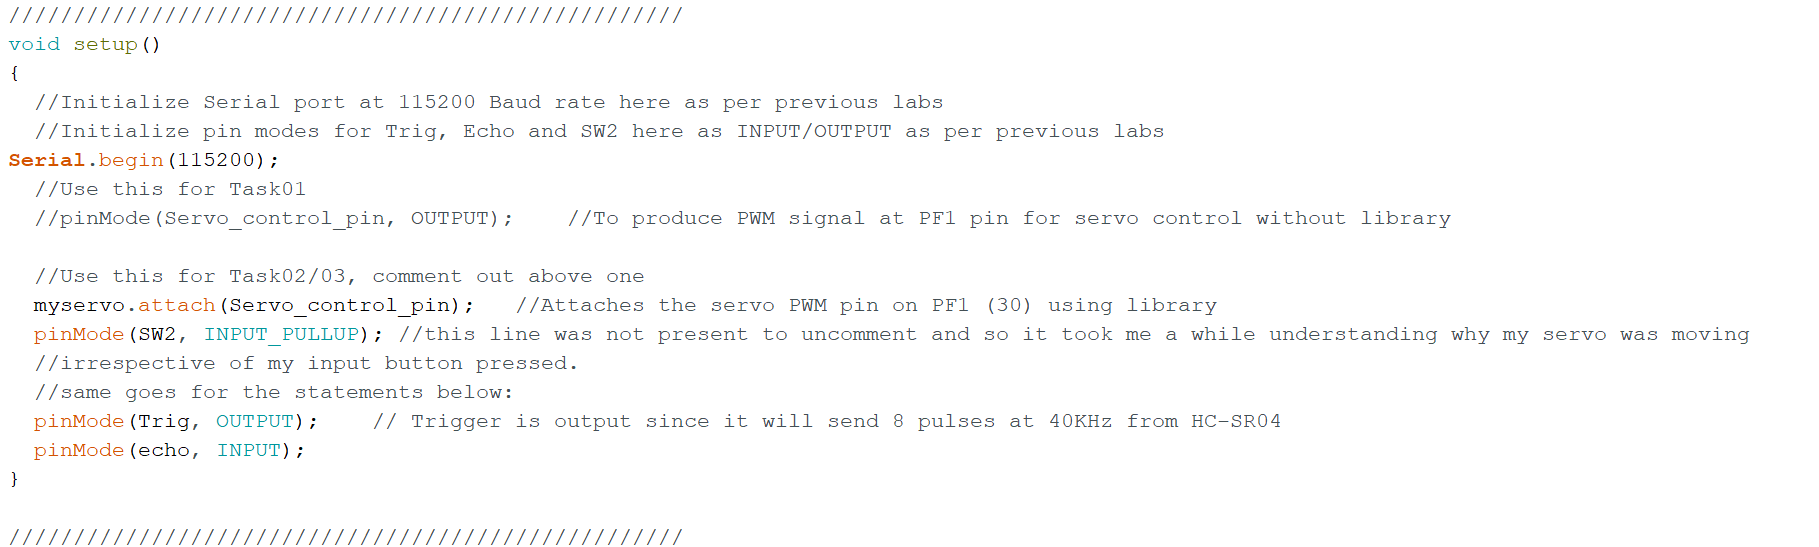 ////////////////////////////////////////////////////
void setup()
{
  //Initialize Serial port at 115200 Baud rate here as per previous labs
  //Initialize pin modes for Trig, Echo and SW2 here as INPUT/OUTPUT as per previous labs
Serial.begin(115200);
  //Use this for Task01
  //pinMode(Servo_control_pin, OUTPUT);    //To produce PWM signal at PF1 pin for servo control without library

  //Use this for Task02/03, comment out above one
  myservo.attach(Servo_control_pin);   //Attaches the servo PWM pin on PF1 (30) using library
  pinMode(SW2, INPUT_PULLUP); //this line was not present to uncomment and so it took me a while understanding why my servo was moving
  //irrespective of my input button pressed.
  //same goes for the statements below:
  pinMode(Trig, OUTPUT);    // Trigger is output since it will send 8 pulses at 40KHz from HC-SR04
  pinMode(echo, INPUT);
}

////////////////////////////////////////////////////